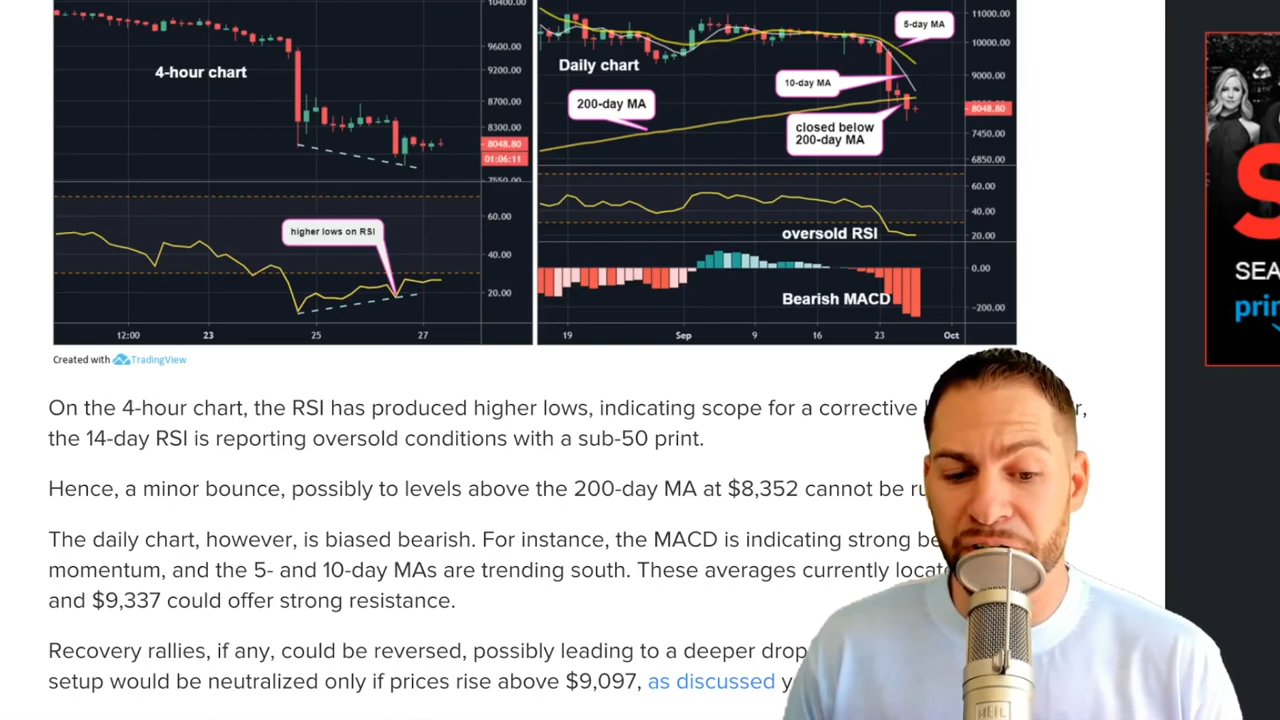 10400.00
9600.00
9200.00
8700.00
8300.00
8048.80
01:06:11
7550.00
4-hour chart
60.00
40.00
20.00
higher lows on RSI
12:00 23 25 27
11000.00
10000.00
9000.00
8048.80
7450.00
6850.00
5-day MA
Daily chart
10-day MA
200-day MA
closed below
200-day MA
60.00
40.00
20.00
oversold RSI
0.00
-200.00
Bearish MACD
19 Sep 9 16 23 Oct
Created with TradingView
S
SEA
prin
On the 4-hour chart, the RSI has produced higher lows, indicating scope for a corrective
the 14-day RSI is reporting oversold conditions with a sub-50 print.
Hence, a minor bounce, possibly to levels above the 200-day MA at $8,352 cannot be ru
The daily chart, however, is biased bearish. For instance, the MACD is indicating strong be
momentum, and the 5- and 10-day MAs are trending south. These averages currently locat
and $9,337 could offer strong resistance.
Recovery rallies, if any, could be reversed, possibly leading to a deeper drop
setup would be neutralized only if prices rise above $9,097, as discussed y
HEIL